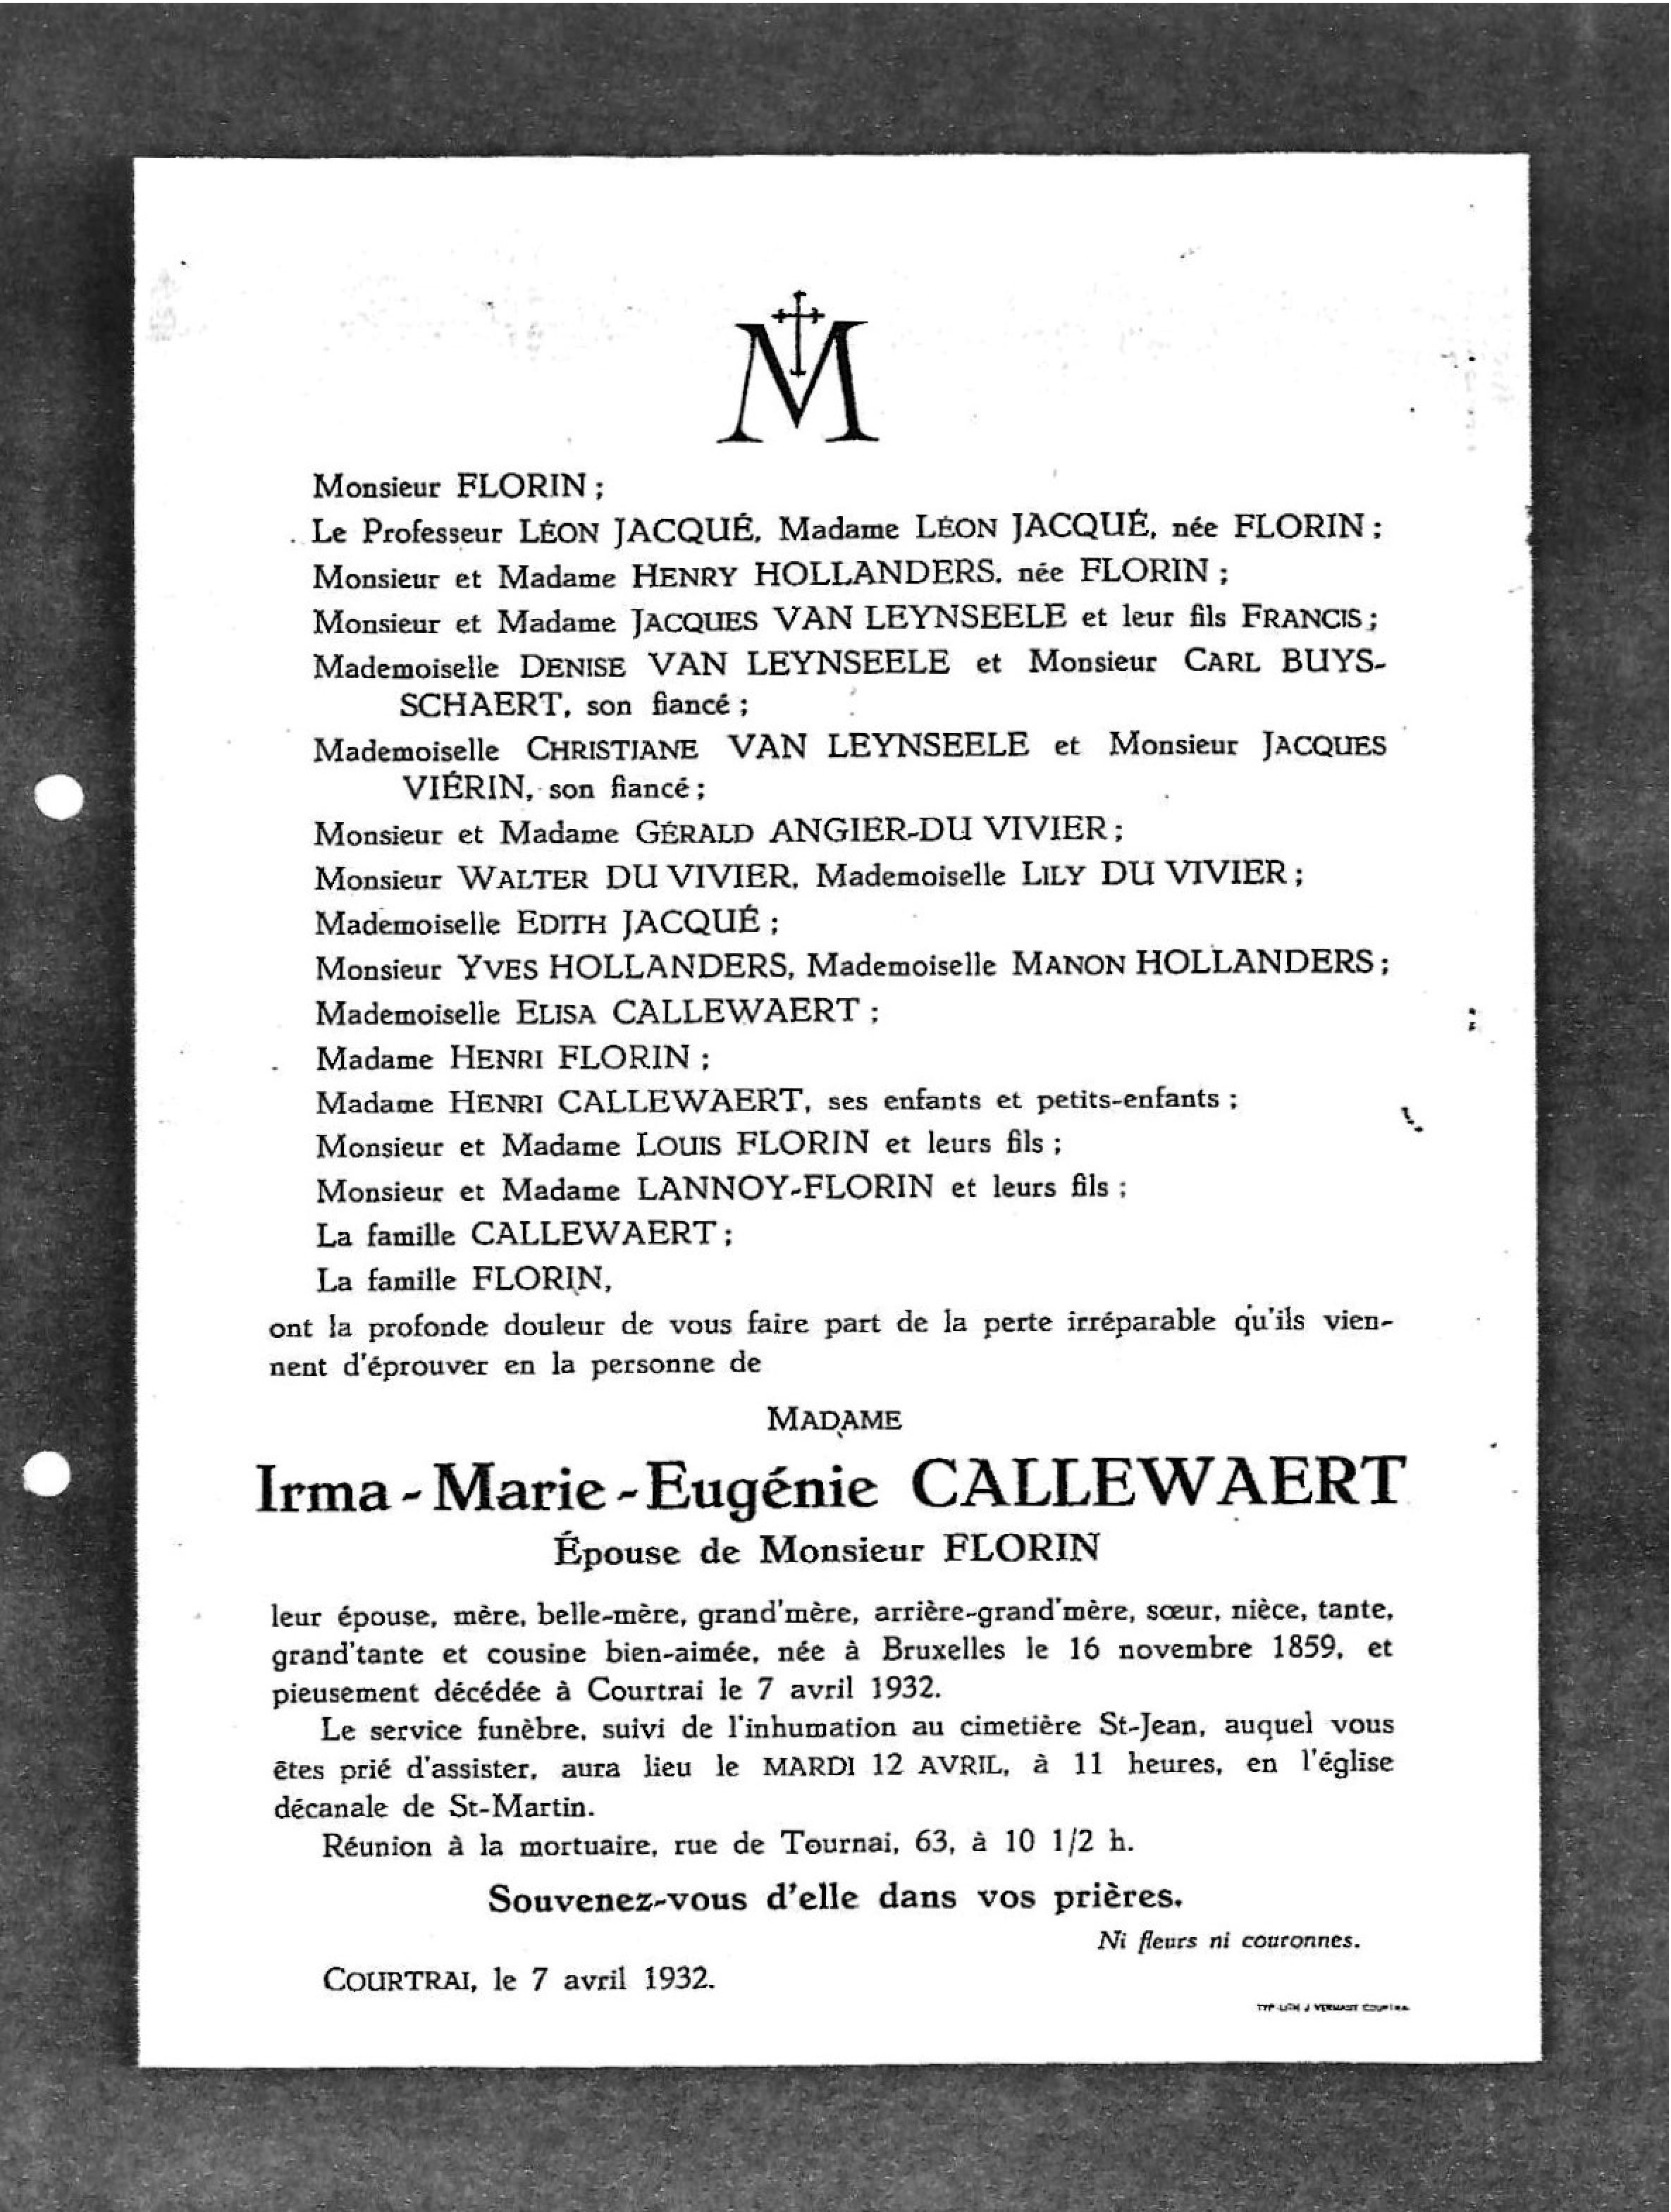 M
Monsieur FLORIN ;
Le Professeur LÉON JACQUÉ, Madame LÉON JACQUÉ, née FLORIN ;
Monsieur et Madame HENRY HOLLANDERS, née FLORIN ;
Monsieur et Madame JACQUES VAN LEYNSEELE et leur fils FRANCIS ;
Mademoiselle DENISE VAN LEYNSEELE et Monsieur CARL BUYS-
SCHAERT, son fiancé ;
Mademoiselle CHRISTIANE VAN LEYNSEELE et Monsieur JACQUES
VIÉRIN, son fiancé ;
Monsieur et Madame GÉRALD ANGIER-DU VIVIER ;
Monsieur WALTER DU VIVIER, Mademoiselle LILY DU VIVIER ;
Mademoiselle EDITH JACQUÉ ;
Monsieur YVES HOLLANDERS, Mademoiselle MANON HOLLANDERS ;
Mademoiselle ELISA CALLEWAERT ;
Madame HENRI FLORIN ;
Madame HENRI CALLEWAERT, ses enfants et petits-enfants ;
Monsieur et Madame LOUIS FLORIN et leurs fils ;
Monsieur et Madame LANNOY-FLORIN et leurs fils ;
La famille CALLEWAERT ;
La famille FLORIN,
ont la profonde douleur de vous faire part de la perte irréparable qu'ils vien-
nent d'éprouver en la personne de
MADAME
Irma-Marie-Eugénie CALLEWAERT
Épouse de Monsieur FLORIN
leur épouse, mère, belle-mère, grand'mère, arrière-grand'mère, sœur, nièce, tante,
grand'tante et cousine bien-aimée, née à Bruxelles le 16 novembre 1859, et
pieusement décédée à Courtrai le 7 avril 1932.
Le service funèbre, suivi de l'inhumation au cimetière St-Jean, auquel vous
êtes prié d'assister, aura lieu le MARDI 12 AVRIL, à 11 heures, en l'église
décanale de St-Martin.
Réunion à la mortuaire, rue de Tournai, 63, à 10 1/2 h.
Souvenez-vous d'elle dans vos prières.
Ni fleurs ni couronnes.
COURTRAI, le 7 avril 1932.
TYP-LITH J VERMAUT COURTRAI